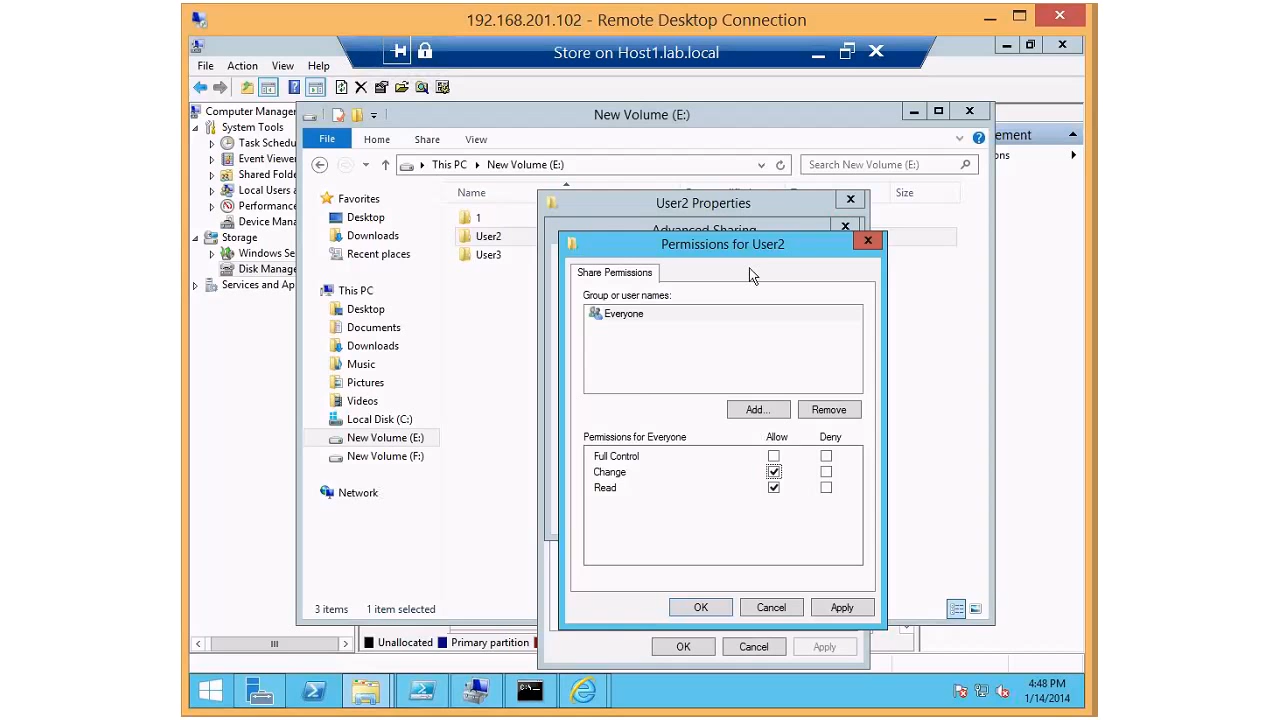 192.168.201.102 - Remote Desktop Connection
Store on Host1.lab.local
File Action View Help
Computer Manager
System Tools
Task Schedu
Event Viewer
Shared Folde
Local Users a
Performance
Device Mana
Storage
Windows Se
Disk Manage
Services and Ap
New Volume (E:)
File Home Share View
This PC New Volume (E:)
Search New Volume (E:)
Name
Size
Favorites
Desktop
Downloads
Recent places
This PC
Desktop
Documents
Downloads
Music
Pictures
Videos
Local Disk (C:)
New Volume (E:)
New Volume (F:)
Network
1
User2
User3
3 items 1 item selected
ement
ons
User2 Properties
Advanced Sharing
Permissions for User2
Share Permissions
Group or user names:
Everyone
Add...
Remove
Permissions for Everyone Allow Deny
Full Control
Change
Read
OK Cancel Apply
OK Cancel Apply
Unallocated Primary partition
4:48 PM
1/14/2014